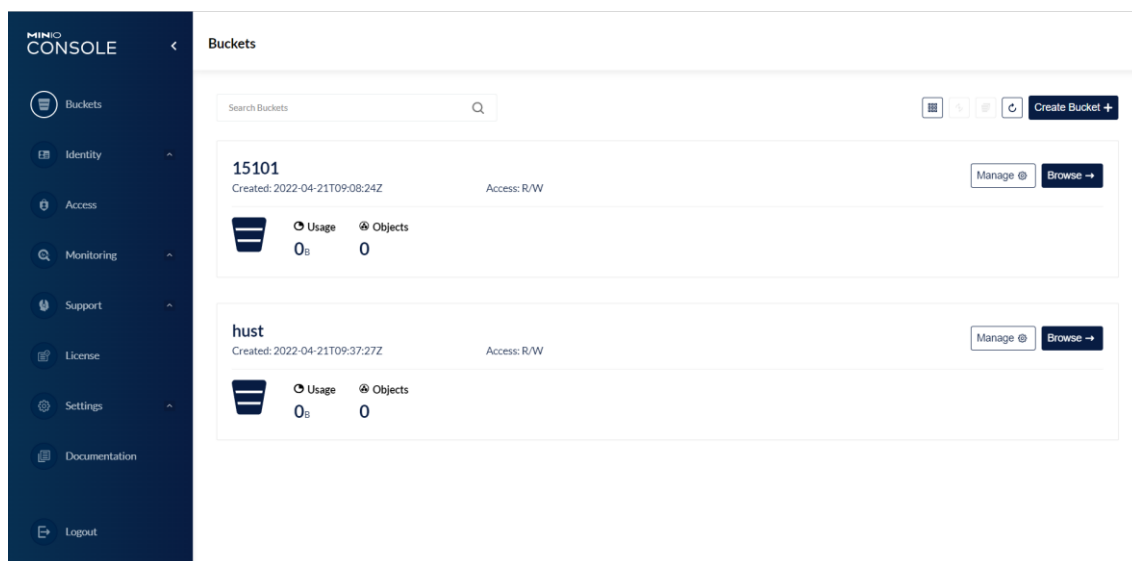 MINIO
CONSOLE
Buckets
Identity
Access
Monitoring
Support
License
Settings
Documentation
Logout
Buckets
Search Buckets
Create Bucket +
15101
Created: 2022-04-21T09:08:24Z Access: R/W
Manage Browse →
Usage Objects
0B 0
hust
Created: 2022-04-21T09:37:27Z Access: R/W
Manage Browse →
Usage Objects
0B 0